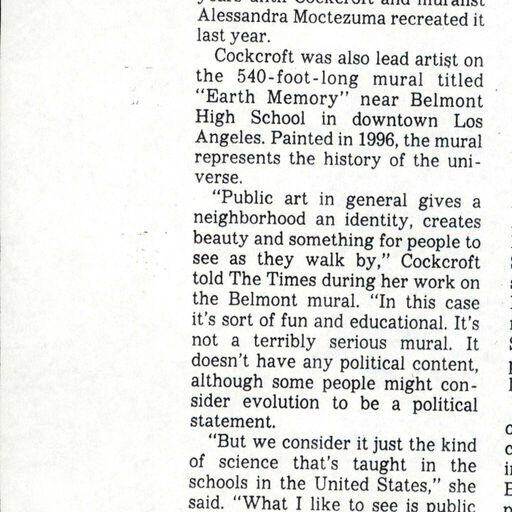 years until Cockcroft and muralist
Alessandra Moctezuma recreated it
last year.
Cockcroft was also lead artist on
the 540-foot-long mural titled
“Earth Memory” near Belmont
High School in downtown Los
Angeles. Painted in 1996, the mural
represents the history of the uni-
verse.
“Public art in general gives a
neighborhood an identity, creates
beauty and something for people to
see as they walk by,” Cockcroft
told The Times during her work on
the Belmont mural. “In this case
it’s sort of fun and educational. It’s
not a terribly serious mural. It
doesn’t have any political content,
although some people might con-
sider evolution to be a political
statement.
“But we consider it just the kind
of science that’s taught in the
schools in the United States,” she
said. “What I like to see is public